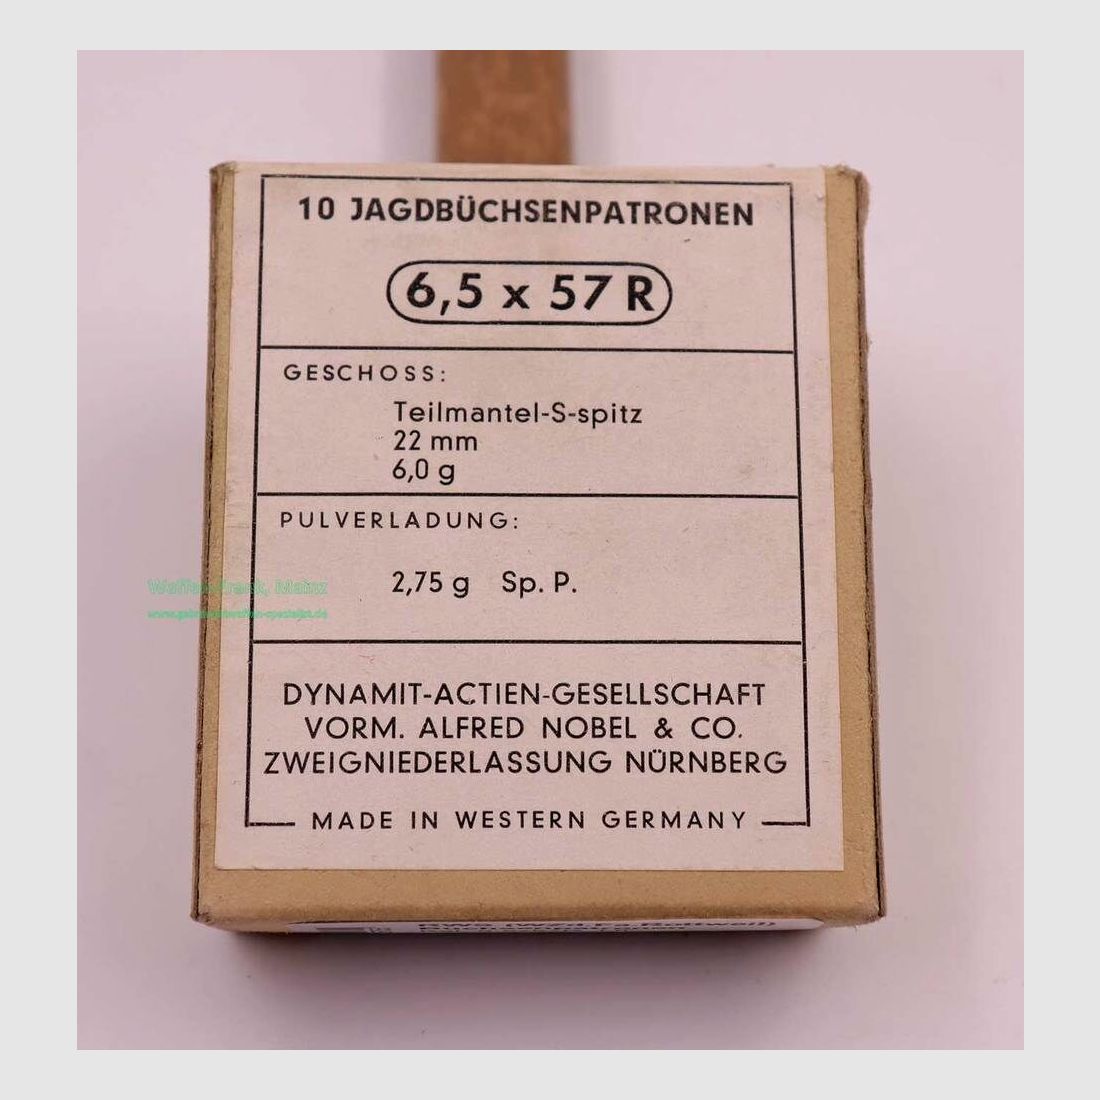 10 JAGDBÜCHSENPATRONEN
6,5 x 57 R
GESCHOSS:
Teilmantel-S-spitz
22 mm
6,0 g
PULVERLADUNG:
2,75 g Sp. P.
DYNAMIT-ACTIEN-GESELLSCHAFT
VORM. ALFRED NOBEL & CO.
ZWEIGNIEDERLASSUNG NÜRNBERG
MADE IN WESTERN GERMANY
Mainz